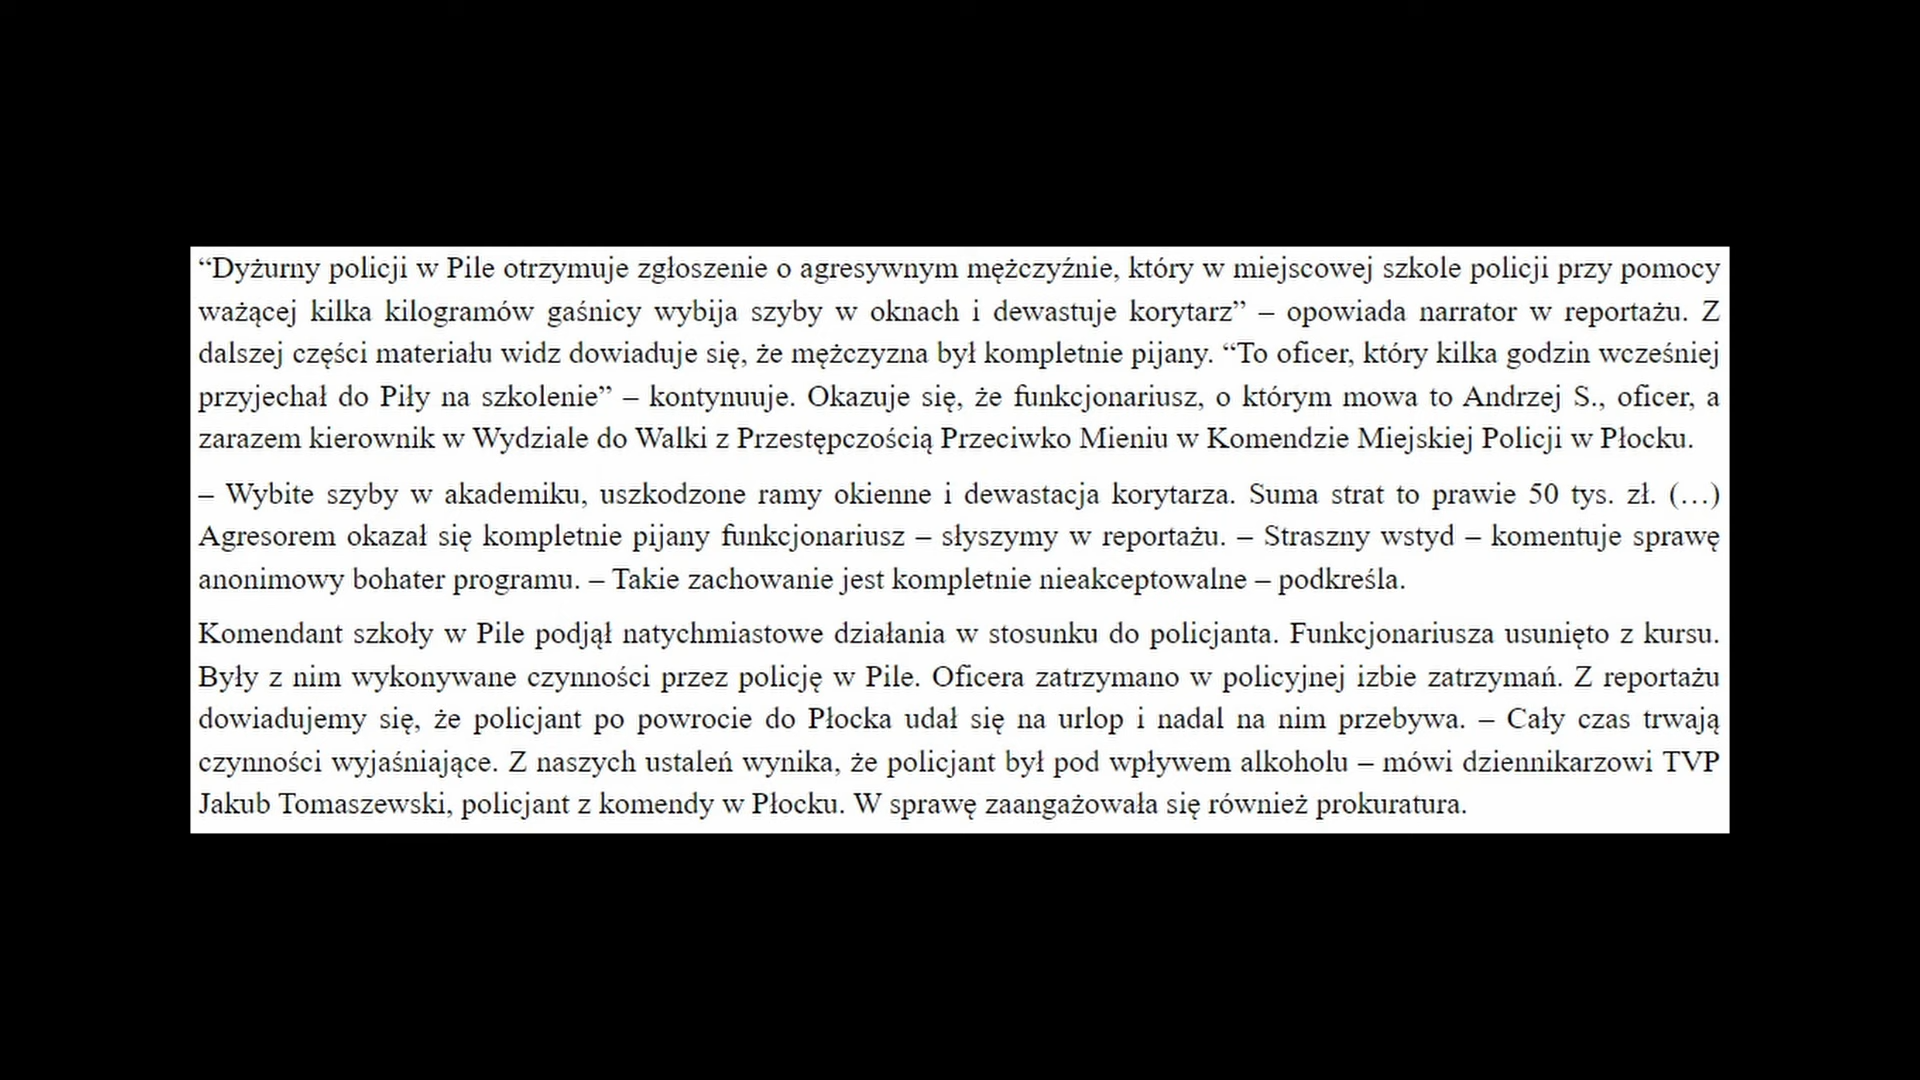 “Dyżurny policji w Pile otrzymuje zgłoszenie o agresywnym mężczyźnie, który w miejscowej szkole policji przy pomocy
ważącej kilka kilogramów gaśnicy wybija szyby w oknach i dewastuje korytarz” – opowiada narrator w reportażu. Z
dalszej części materiału widz dowiaduje się, że mężczyzna był kompletnie pijany. “To oficer, który kilka godzin wcześniej
przyjechał do Piły na szkolenie” – kontynuuje. Okazuje się, że funkcjonariusz, o którym mowa to Andrzej S., oficer, a
zarazem kierownik w Wydziale do Walki z Przestępczością Przeciwko Mieniu w Komendzie Miejskiej Policji w Płocku.
– Wybite szyby w akademiku, uszkodzone ramy okienne i dewastacja korytarza. Suma strat to prawie 50 tys. zł. (…)
Agresorem okazał się kompletnie pijany funkcjonariusz – słyszymy w reportażu. – Straszny wstyd – komentuje sprawę
anonimowy bohater programu. – Takie zachowanie jest kompletnie nieakceptowalne – podkreśla.
Komendant szkoły w Pile podjął natychmiastowe działania w stosunku do policjanta. Funkcjonariusza usunięto z kursu.
Były z nim wykonywane czynności przez policję w Pile. Oficera zatrzymano w policyjnej izbie zatrzymań. Z reportażu
dowiadujemy się, że policjant po powrocie do Płocka udał się na urlop i nadal na nim przebywa. – Cały czas trwają
czynności wyjaśniające. Z naszych ustaleń wynika, że policjant był pod wpływem alkoholu – mówi dziennikarzowi TVP
Jakub Tomaszewski, policjant z komendy w Płocku. W sprawę zaangażowała się również prokuratura.